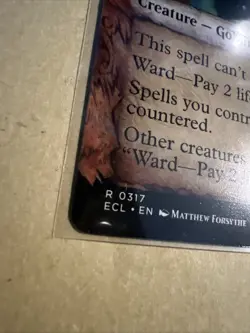 Creature — Go
This spell can't
Ward—Pay 2 lif
Spells you contr
countered.
Other creatures
"Ward—Pay 2
R 0317
ECL • EN MATTHEW FORSYTHE